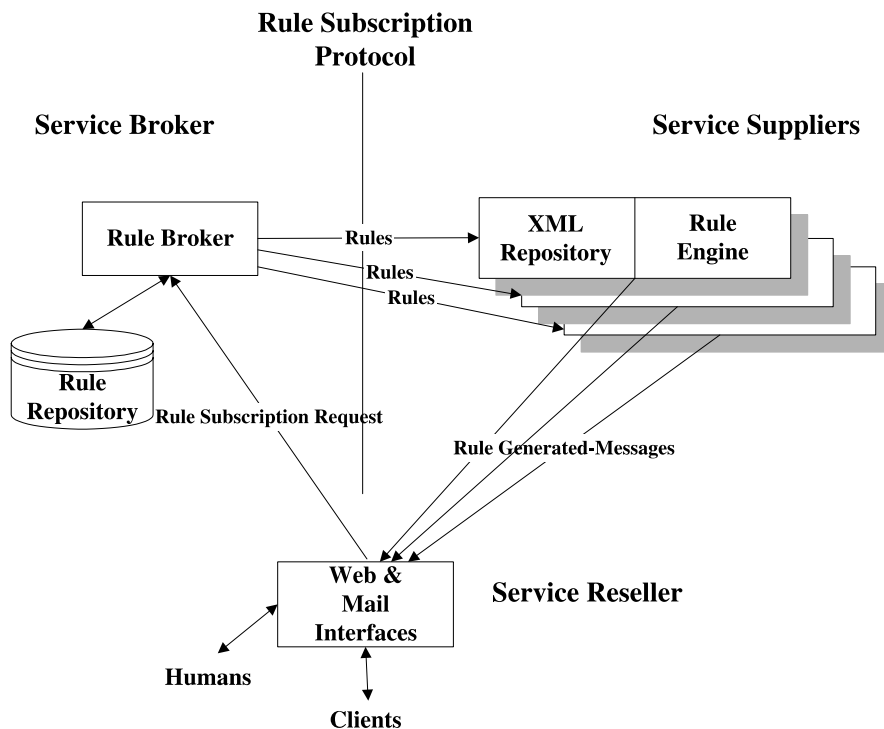 Rule Subscription
Protocol
Service Broker
Service Suppliers
Rule Broker
Rules
Rules
Rules
XML
Repository
Rule
Engine
Rule
Repository
Rule Subscription Request
Rule Generated-Messages
Web &
Mail
Interfaces
Service Reseller
Humans
Clients